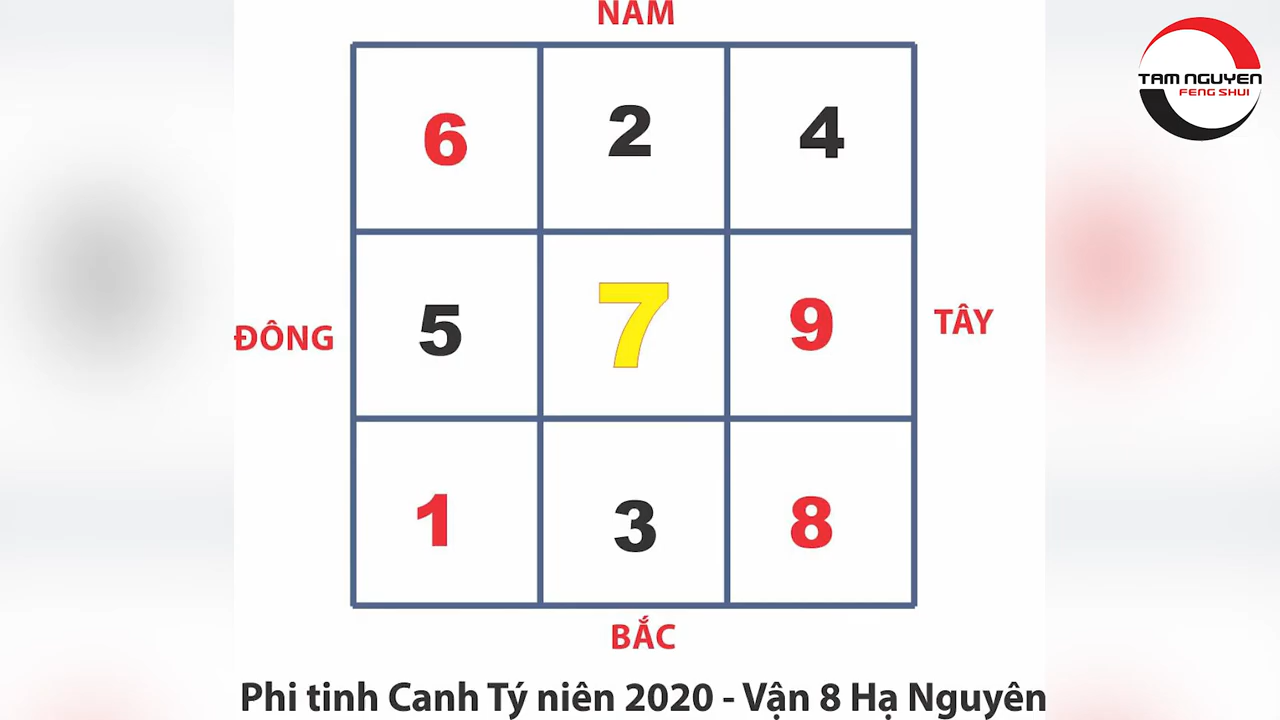 NAM
TAM NGUYEN
FENG SHUI
6 2 4
ĐÔNG 5 7 9 TÂY
1 3 8
BẮC
Phi tinh Canh Tý niên 2020 - Vận 8 Hạ Nguyên